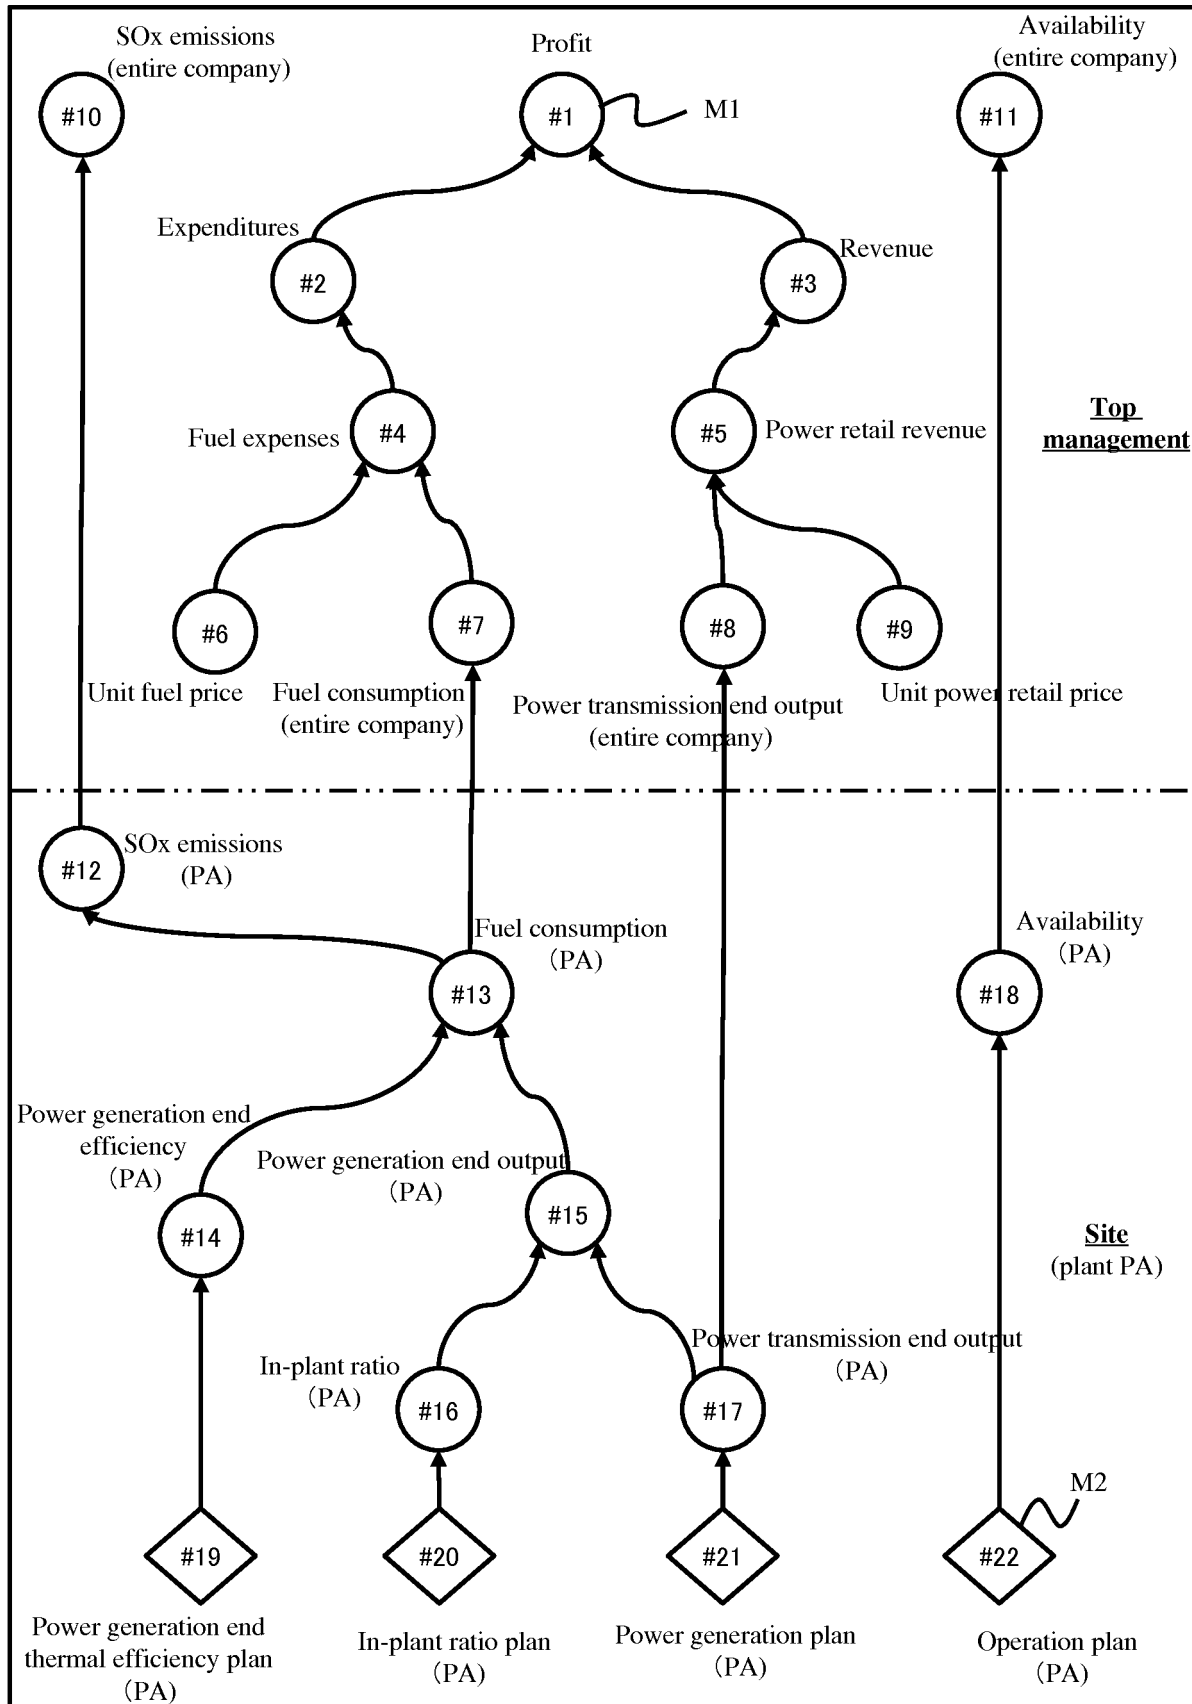 SOx emissions
(entire company)
Profit
Availability
(entire company)
#10
#1
M1
#11
Expenditures
Revenue
#2
#3
Top
management
Fuel expenses
#4
#5
Power retail revenue
#6
#7
#8
#9
Unit fuel price
Fuel consumption
(entire company)
Power transmission end output
(entire company)
Unit power retail price
SOx emissions
(PA)
#12
Fuel consumption
(PA)
Availability
(PA)
#13
#18
Power generation end
efficiency
(PA)
Power generation end output
(PA)
#14
#15
Site
(plant PA)
In-plant ratio
(PA)
Power transmission end output
(PA)
#16
#17
M2
#19
#20
#21
#22
Power generation end
thermal efficiency plan
(PA)
In-plant ratio plan
(PA)
Power generation plan
(PA)
Operation plan
(PA)